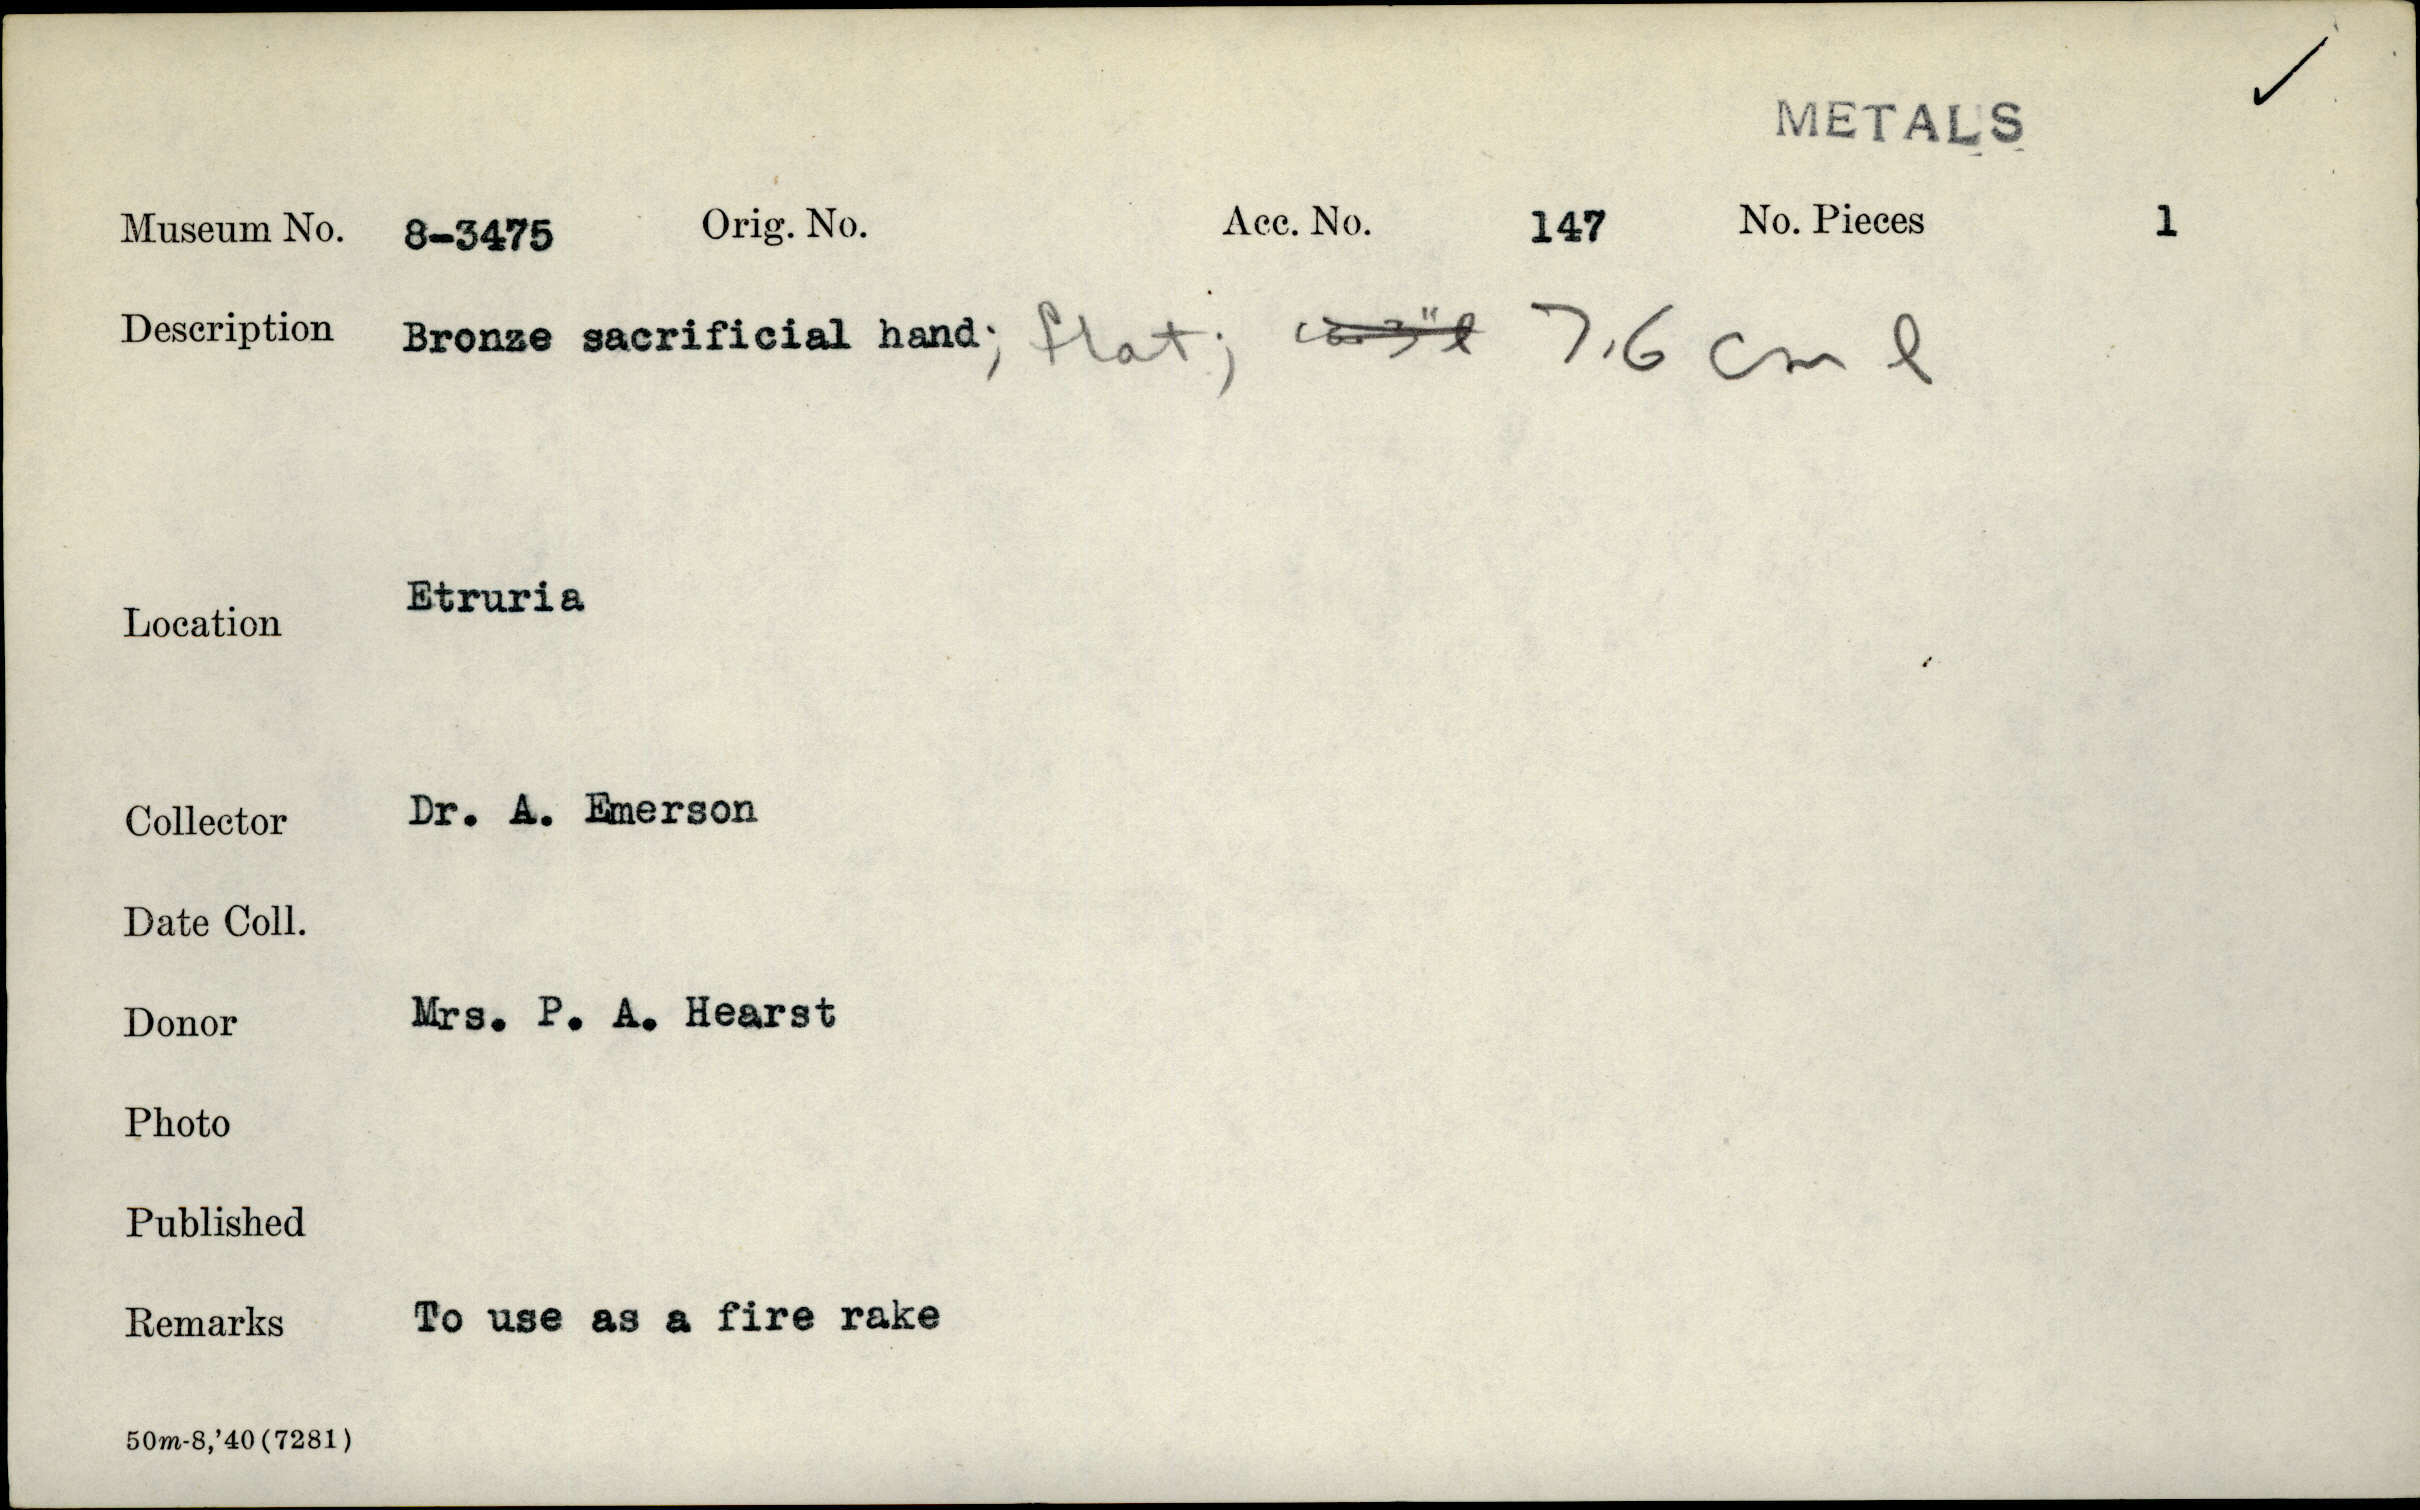 METALS
Museum No. 8-3475 Orig. No. Acc. No. 147 No. Pieces 1
Description Bronze sacrificial hand; flat; 7.6 cm l
Location Etruria
Collector Dr. A. Emerson
Date Coll.
Donor Mrs. P. A. Hearst
Photo
Published
Remarks To use as a fire rake
50m-8,'40(7281)